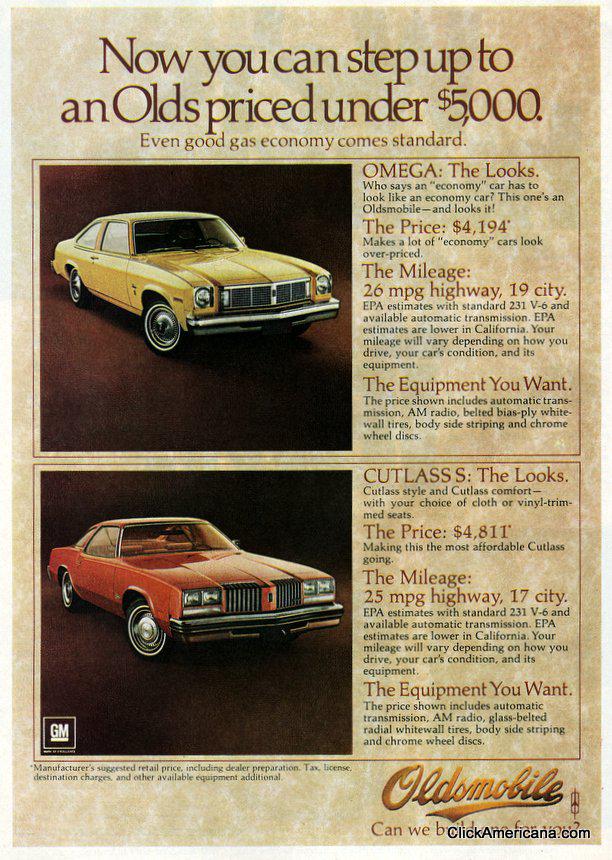 Now you can step up to
an Olds priced under $5,000.
Even good gas economy comes standard.
OMEGA: The Looks.
Who says an "economy" car has to
look like an economy car? This one's an
Oldsmobile—and looks it!
The Price: $4,194*
Makes a lot of "economy" cars look
over-priced.
The Mileage:
26 mpg highway, 19 city.
EPA estimates with standard 231 V-6 and
available automatic transmission. EPA
estimates are lower in California. Your
mileage will vary depending on how you
drive, your car's condition, and its
equipment.
The Equipment You Want.
The price shown includes automatic trans-
mission, AM radio, belted bias-ply white-
wall tires, body side striping and chrome
wheel discs.
CUTLASS S: The Looks.
Cutlass style and Cutlass comfort—
with your choice of cloth or vinyl-trim-
med seats.
The Price: $4,811*
Making this the most affordable Cutlass
going.
The Mileage:
25 mpg highway, 17 city.
EPA estimates with standard 231 V-6 and
available automatic transmission. EPA
estimates are lower in California. Your
mileage will vary depending on how you
drive, your car's condition, and its
equipment.
The Equipment You Want.
The price shown includes automatic
transmission, AM radio, glass-belted
radial whitewall tires, body side striping
and chrome wheel discs.
GM
*Manufacturer's suggested retail price, including dealer preparation. Tax, license,
destination charges, and other available equipment additional.
Oldsmobile
Can we build one for you?
ClickAmericana.com